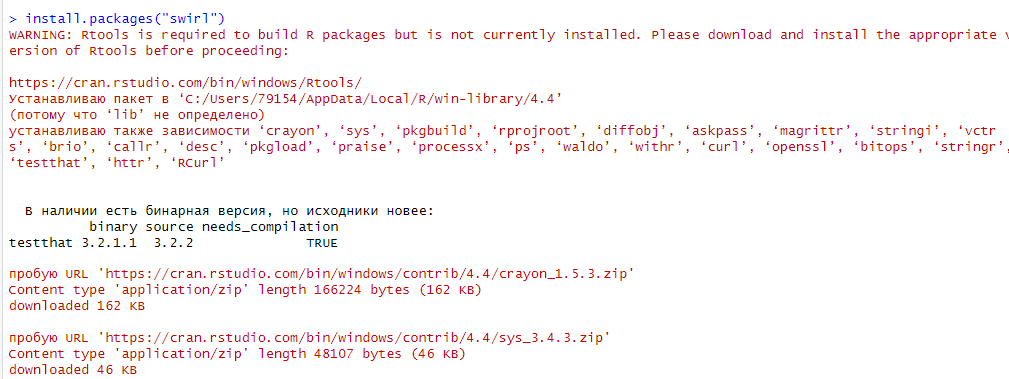 > install.packages("swirl")
WARNING: Rtools is required to build R packages but is not currently installed. Please download and install the appropriate v
ersion of Rtools before proceeding:
https://cran.rstudio.com/bin/windows/Rtools/
Устанавливаю пакет в ‘C:/Users/79154/AppData/Local/R/win-library/4.4’
(потому что ‘lib’ не определено)
устанавливаю также зависимости ‘crayon’, ‘sys’, ‘pkgbuild’, ‘rprojroot’, ‘diffobj’, ‘askpass’, ‘magrittr’, ‘stringi’, ‘vctr
s’, ‘brio’, ‘callr’, ‘desc’, ‘pkgload’, ‘praise’, ‘processx’, ‘ps’, ‘waldo’, ‘withr’, ‘curl’, ‘openssl’, ‘bitops’, ‘stringr’,
‘testthat’, ‘httr’, ‘RCurl’
В наличии есть бинарная версия, но исходники новее:
binary source needs_compilation
testthat 3.2.1.1 3.2.2 TRUE
пробую URL 'https://cran.rstudio.com/bin/windows/contrib/4.4/crayon_1.5.3.zip'
Content type 'application/zip' length 166224 bytes (162 KB)
downloaded 162 KB
пробую URL 'https://cran.rstudio.com/bin/windows/contrib/4.4/sys_3.4.3.zip'
Content type 'application/zip' length 48107 bytes (46 KB)
downloaded 46 KB